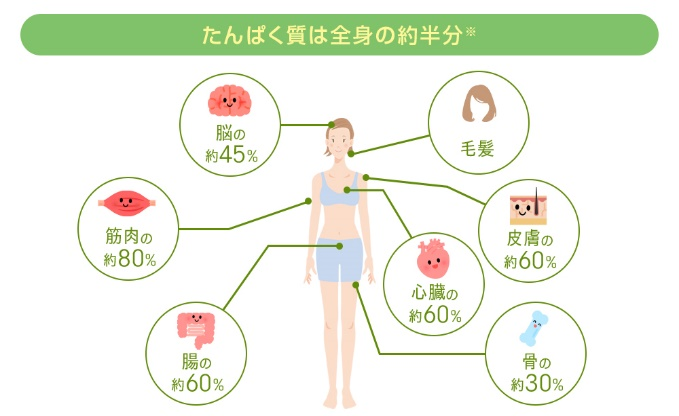 たんぱく質は全身の約半分※
脳の
約45%
毛髪
筋肉の
約80%
皮膚の
約60%
心臓の
約60%
腸の
約60%
骨の
約30%